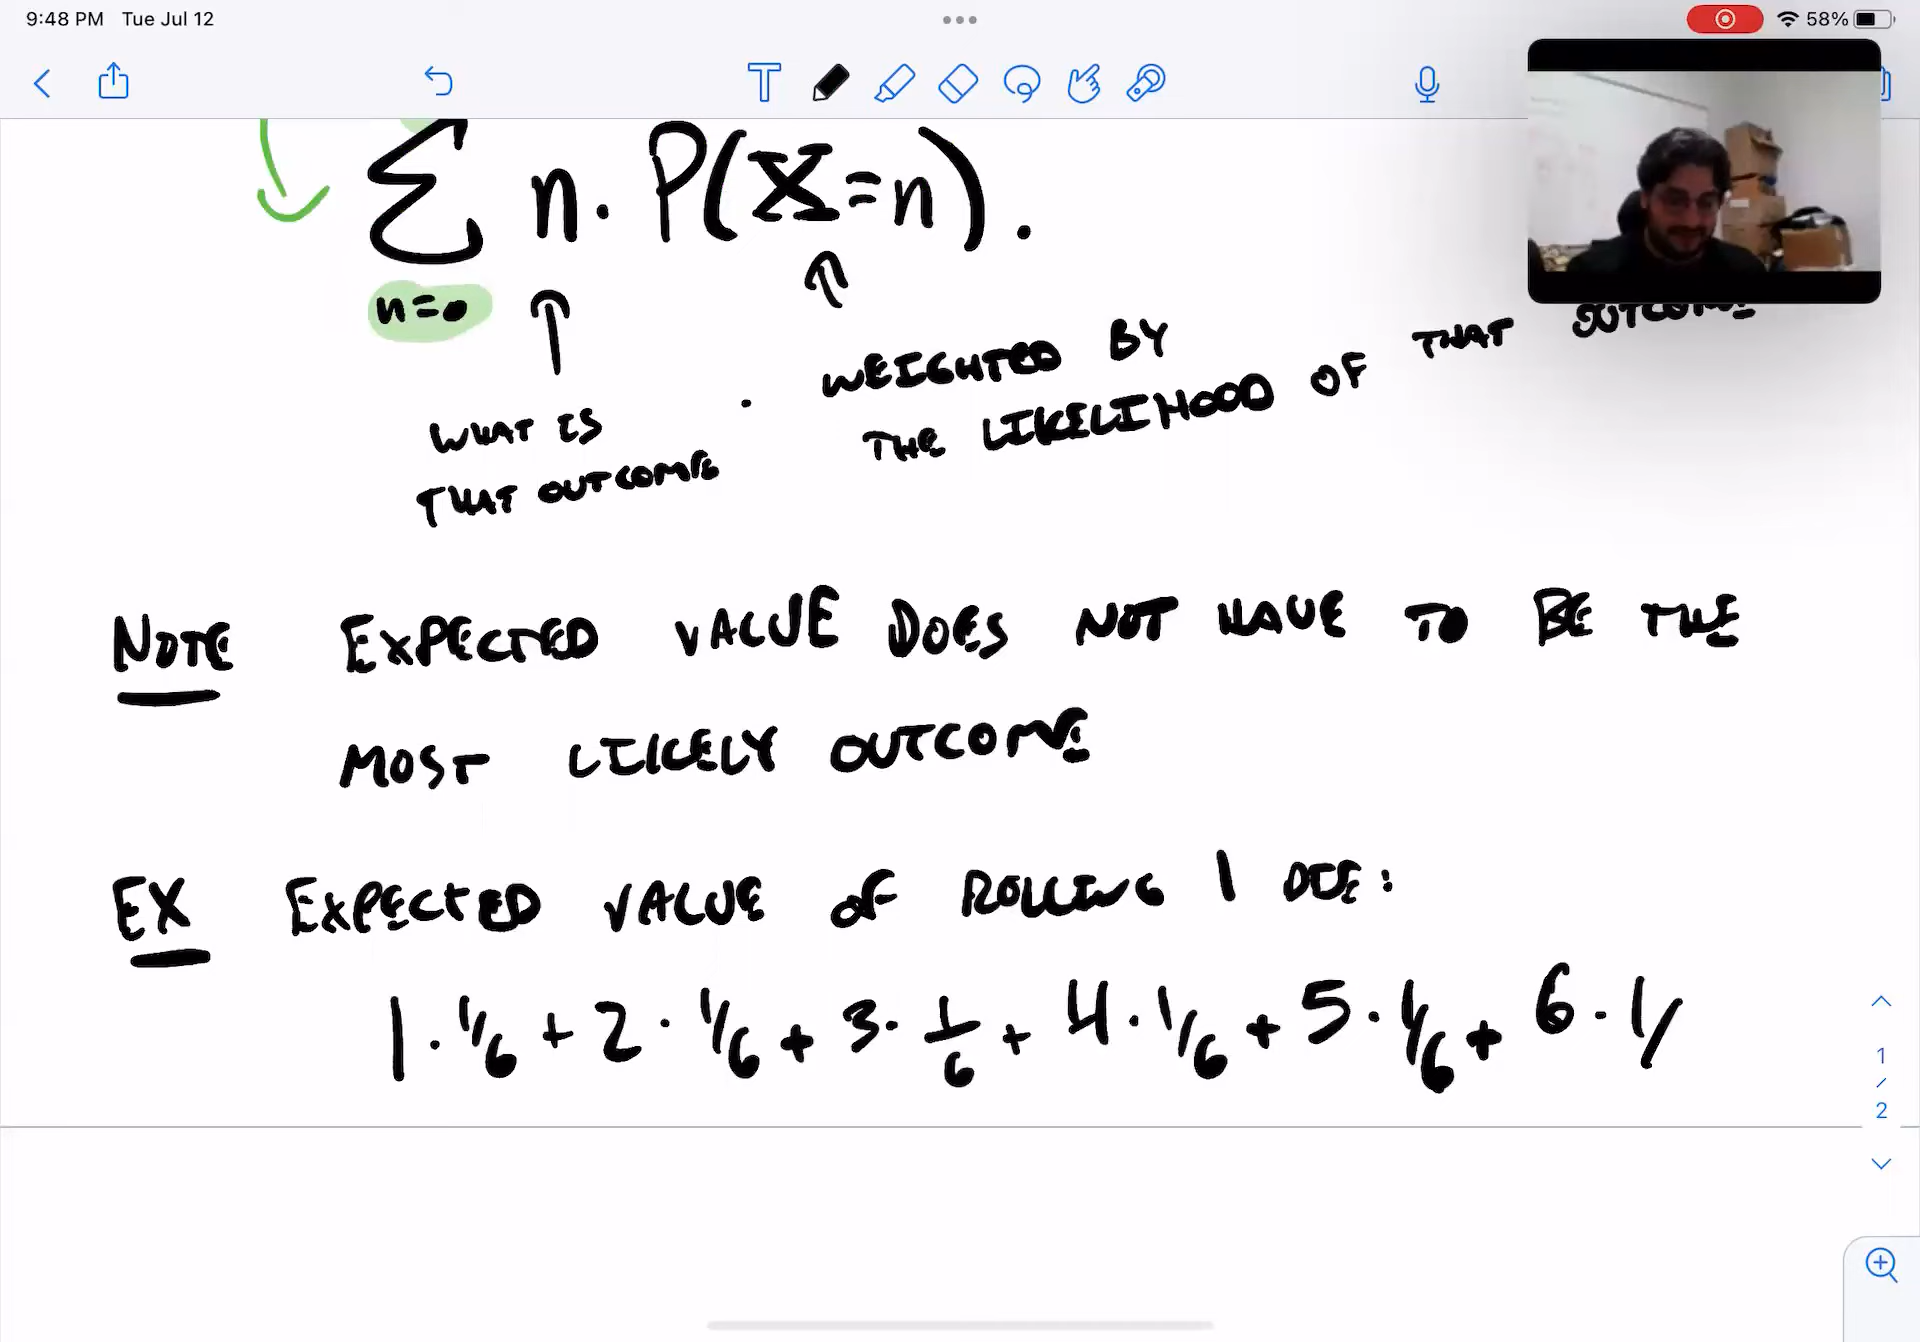 9:48 PM Tue Jul 12
58%
Σ n · P(X=n).
n=0
WHAT IS
THAT OUTCOME
· WEIGHTED BY
THE LIKELIHOOD OF THAT OUTCOME
NOTE EXPECTED VALUE DOES NOT HAVE TO BE THE
MOST LIKELY OUTCOME
EX EXPECTED VALUE OF ROLLING 1 DIE:
1 · 1/6 + 2 · 1/6 + 3 · 1/6 + 4 · 1/6 + 5 · 1/6 + 6 · 1/
1
/
2